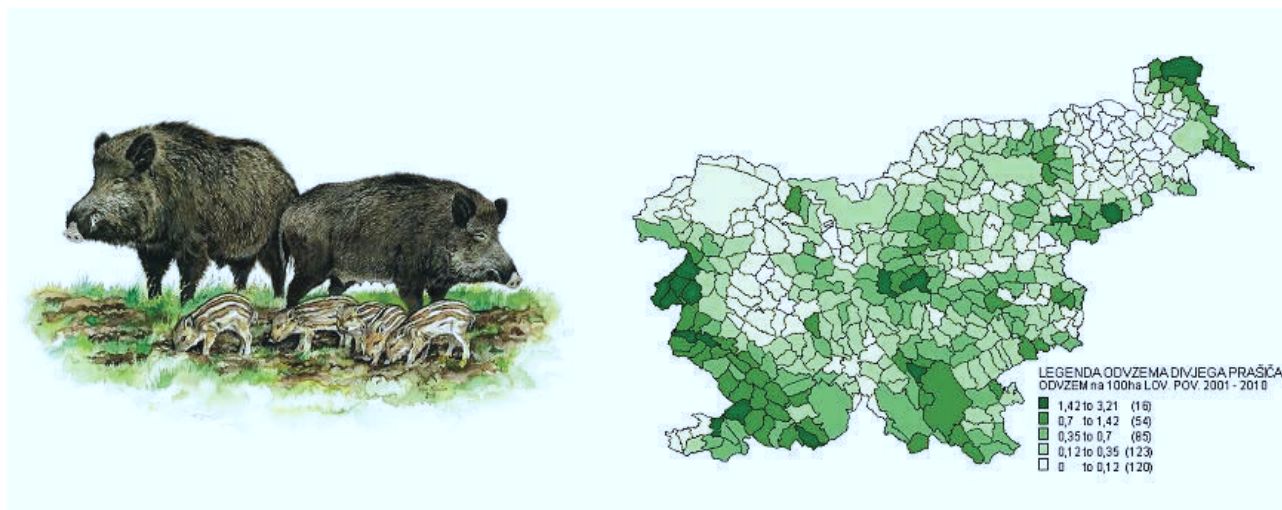 LEGENDA ODVZEMA DIVJEGA PRAŠIČA
ODVZEM na 100ha LOV. POV. 2001 - 2010
1,42 to 3,21 (16)
0,7 to 1,42 (54)
0,35 to 0,7 (85)
0,12 to 0,35 (123)
0 to 0,12 (120)